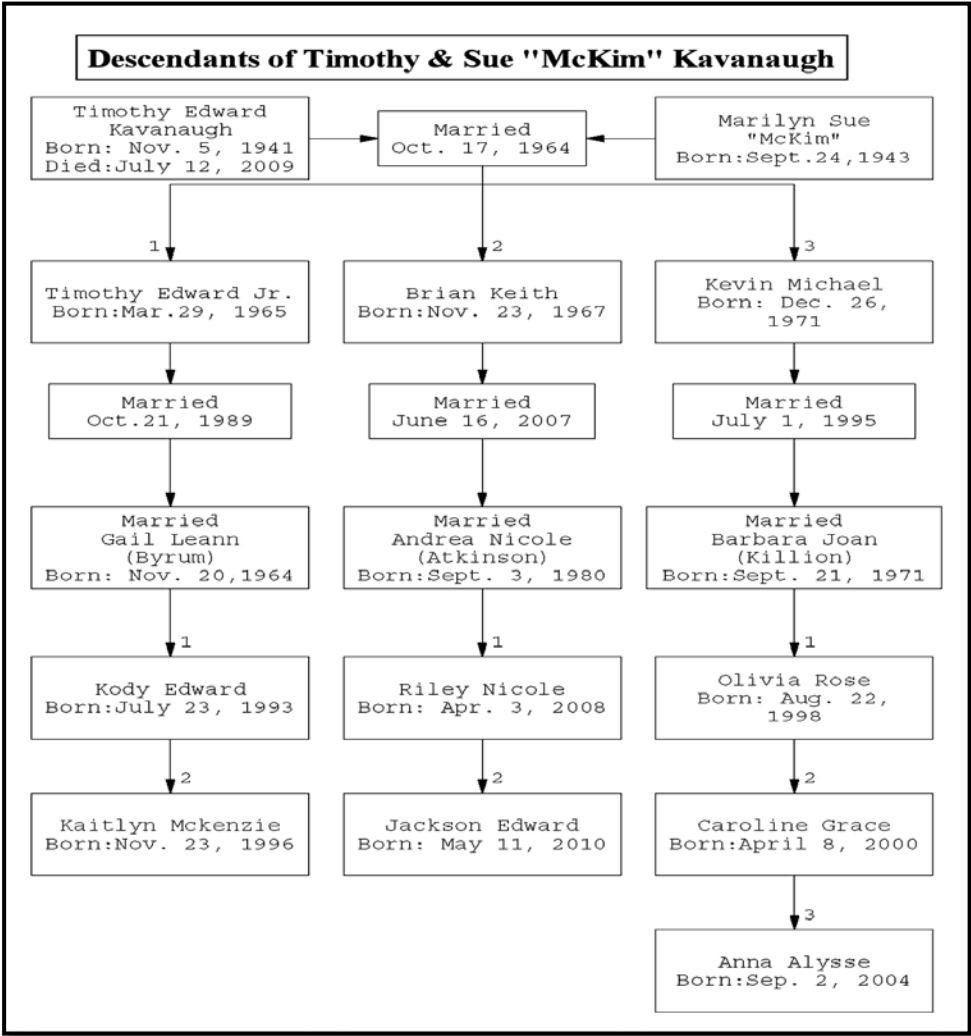 Descendants of Timothy & Sue "McKim" Kavanaugh
Timothy Edward
Kavanaugh
Born: Nov. 5, 1941
Died:July 12, 2009
Married
Oct. 17, 1964
Marilyn Sue
"McKim"
Born:Sept.24,1943
1
2
3
Timothy Edward Jr.
Born:Mar.29, 1965
Brian Keith
Born:Nov. 23, 1967
Kevin Michael
Born: Dec. 26,
1971
Married
Oct.21, 1989
Married
June 16, 2007
Married
July 1, 1995
Married
Gail Leann
(Byrum)
Born: Nov. 20,1964
Married
Andrea Nicole
(Atkinson)
Born:Sept. 3, 1980
Married
Barbara Joan
(Killion)
Born:Sept. 21, 1971
1
1
1
Kody Edward
Born:July 23, 1993
Riley Nicole
Born: Apr. 3, 2008
Olivia Rose
Born: Aug. 22,
1998
2
2
2
Kaitlyn Mckenzie
Born:Nov. 23, 1996
Jackson Edward
Born: May 11, 2010
Caroline Grace
Born:April 8, 2000
3
Anna Alysse
Born:Sep. 2, 2004